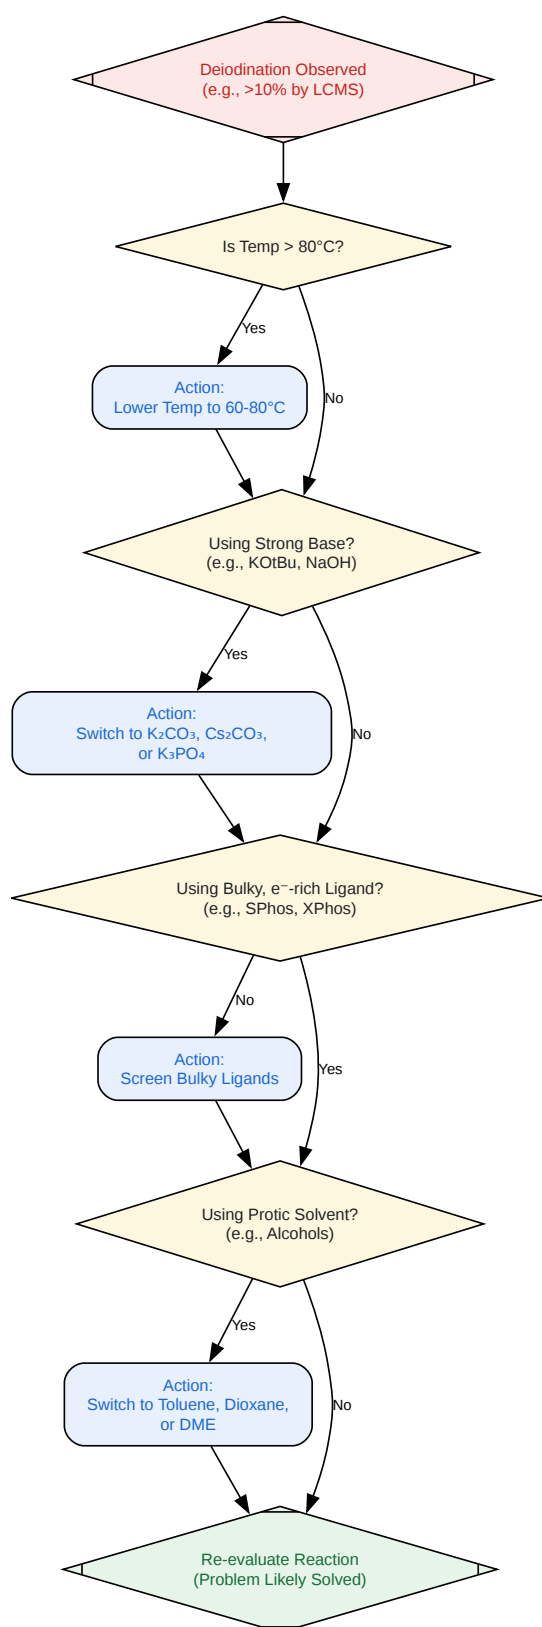 Deiodination Observed
(e.g., >10% by LCMS)
Is Temp > 80°C?
Yes
Action:
Lower Temp to 60-80°C
No
Using Strong Base?
(e.g., KOtBu, NaOH)
Yes
Action:
Switch to K₂CO₃, Cs₂CO₃,
or K₃PO₄
No
Using Bulky, e⁻-rich Ligand?
(e.g., SPhos, XPhos)
No
Action:
Screen Bulky Ligands
Yes
Using Protic Solvent?
(e.g., Alcohols)
Yes
Action:
Switch to Toluene, Dioxane,
or DME
No
Re-evaluate Reaction
(Problem Likely Solved)